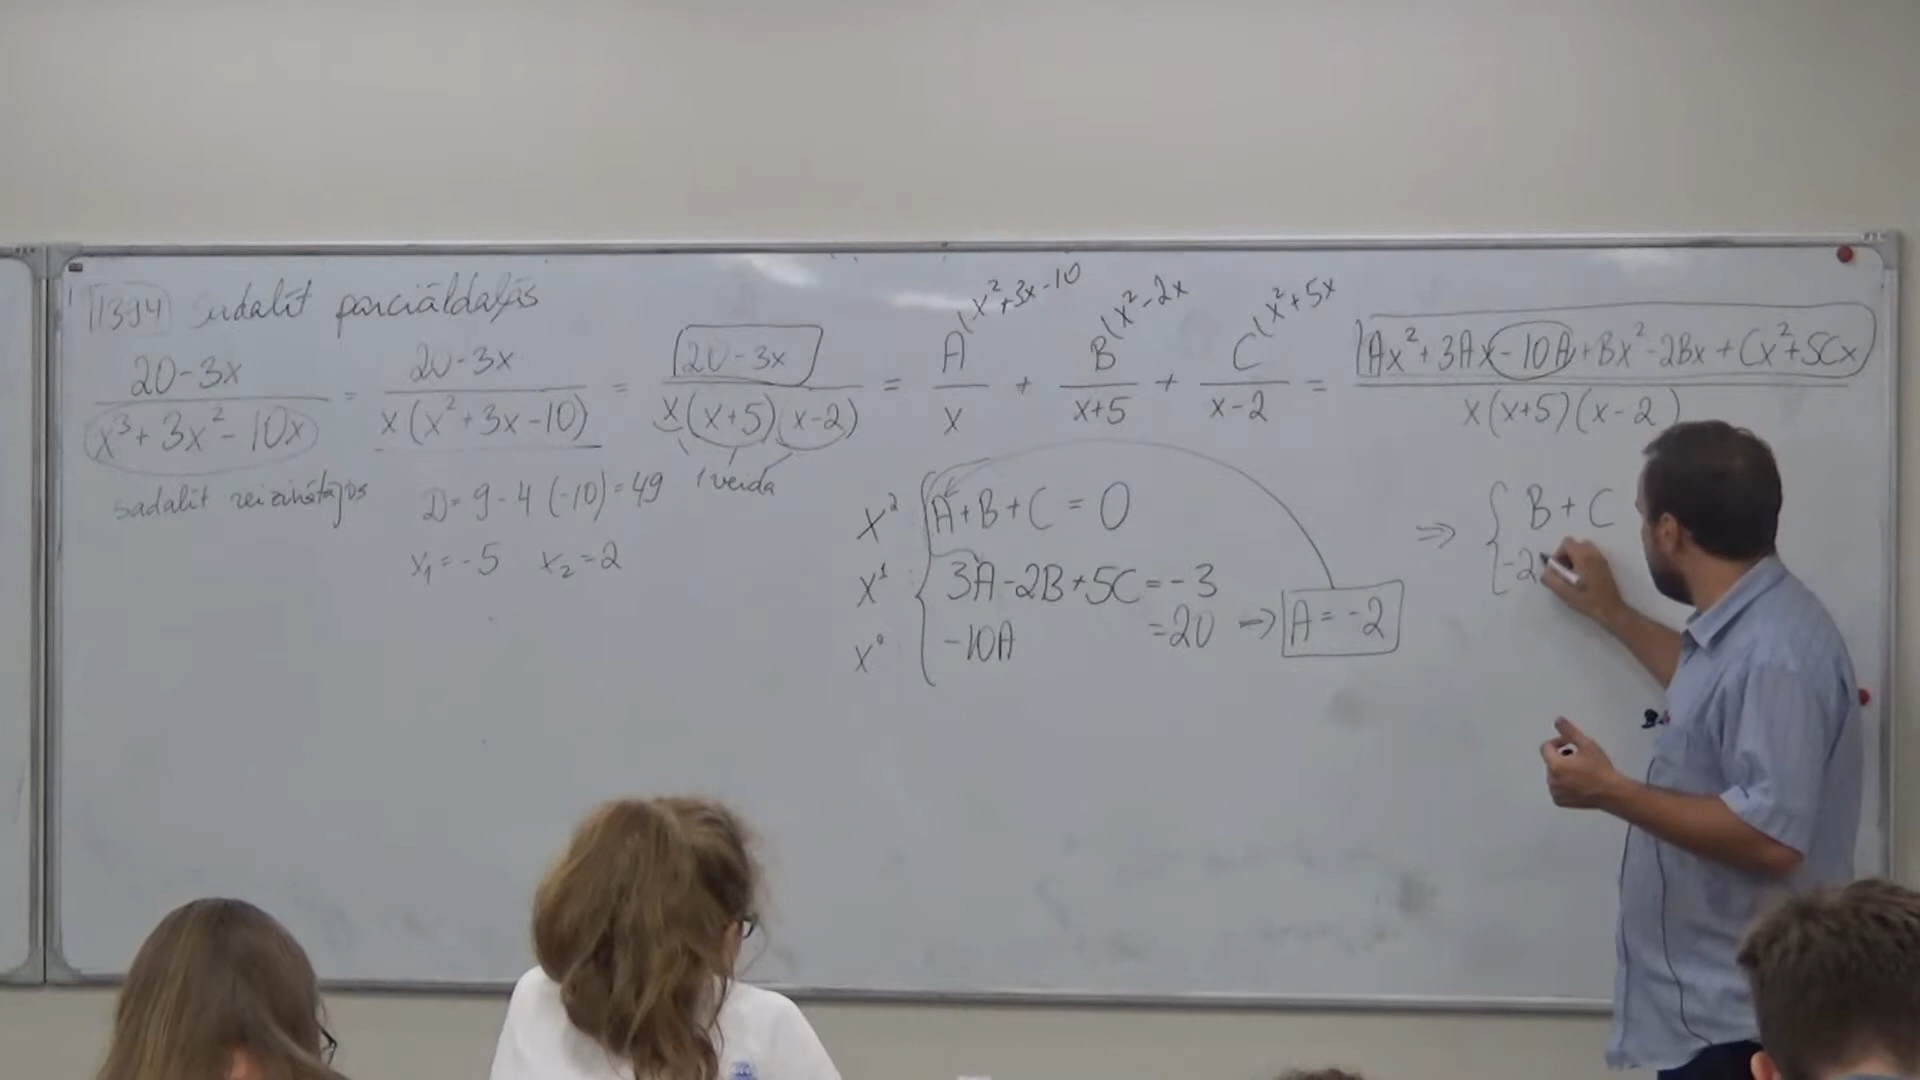 1394 Sadalīt parciāldaļās
20-3x / x³+3x²-10x = 20-3x / x(x²+3x-10) = 20-3x / x(x+5)(x-2) = A(x²+3x-10 / x + B(x²-2x / x+5 + C(x²+5x / x-2 = Ax²+3Ax-10A+Bx²-2Bx+Cx²+5Cx / x(x+5)(x-2)
sadalīt reizinātājos
D=9-4(-10)=49
x₁=-5 x₂=2
1 veida
x² { A+B+C=0
x¹ { 3A-2B+5C=-3
x⁰ { -10A =20 → A=-2
⇒ { B+C
-2